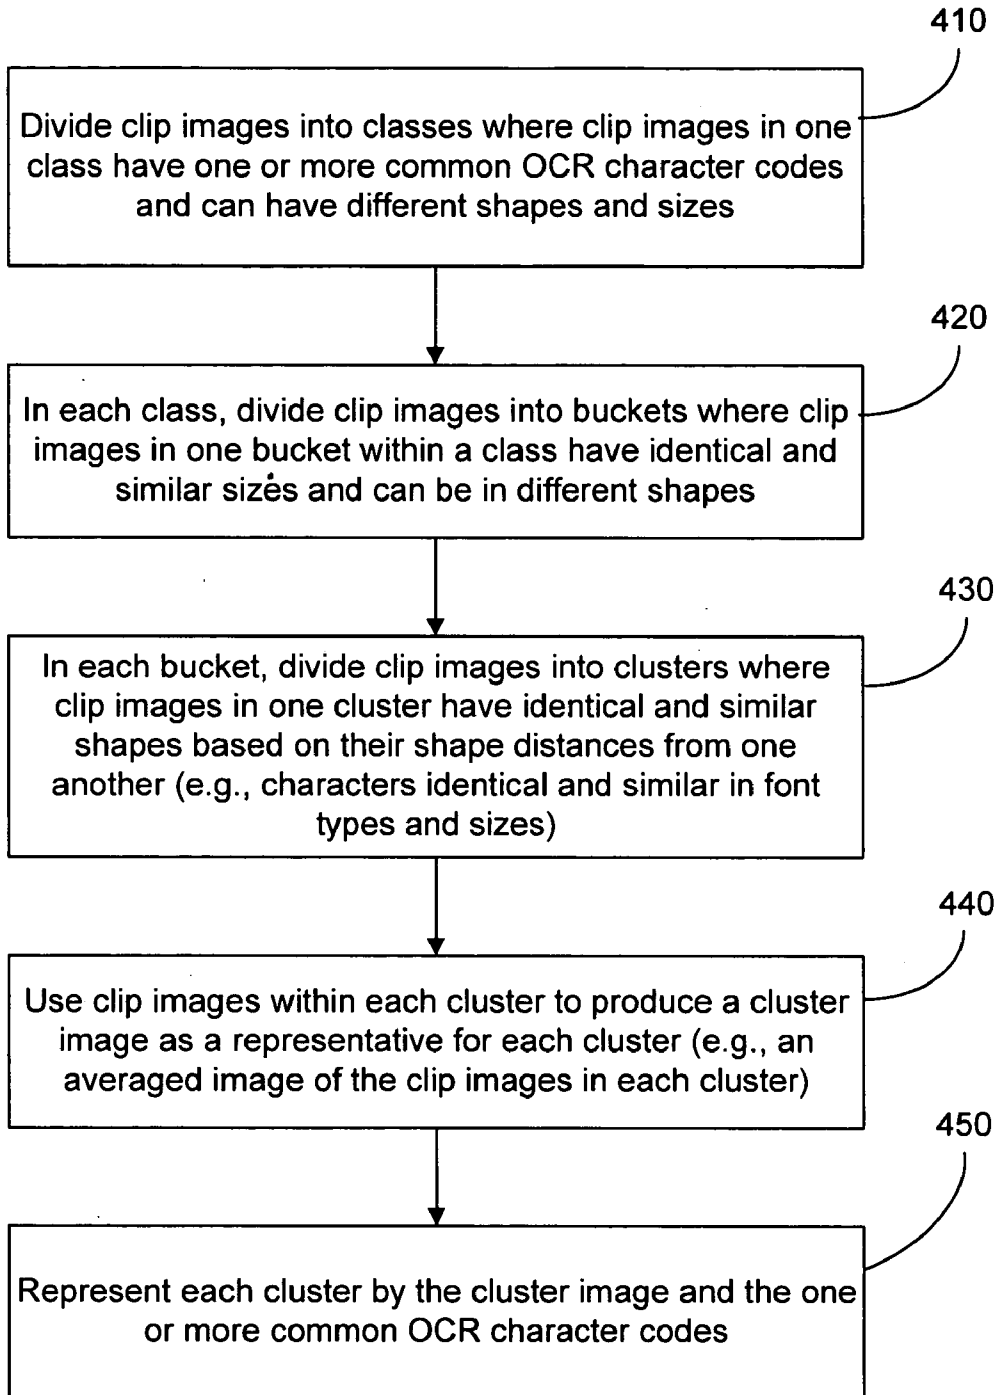 410
Divide clip images into classes where clip images in one
class have one or more common OCR character codes
and can have different shapes and sizes
420
In each class, divide clip images into buckets where clip
images in one bucket within a class have identical and
similar sizes and can be in different shapes
430
In each bucket, divide clip images into clusters where
clip images in one cluster have identical and similar
shapes based on their shape distances from one
another (e.g., characters identical and similar in font
types and sizes)
440
Use clip images within each cluster to produce a cluster
image as a representative for each cluster (e.g., an
averaged image of the clip images in each cluster)
450
Represent each cluster by the cluster image and the one
or more common OCR character codes